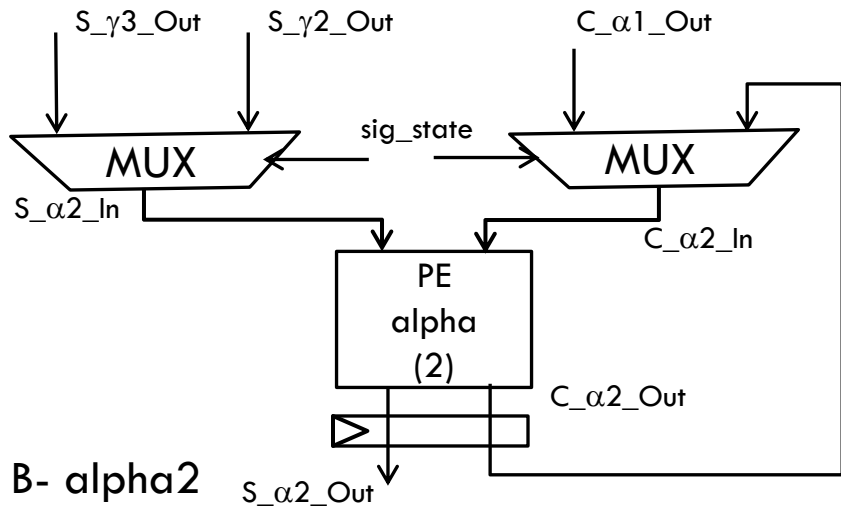 S_γ3_Out
S_γ2_Out
C_α1_Out
sig_state
MUX
MUX
S_α2_In
C_α2_In
PE
alpha
(2)
C_α2_Out
B- alpha2
S_α2_Out